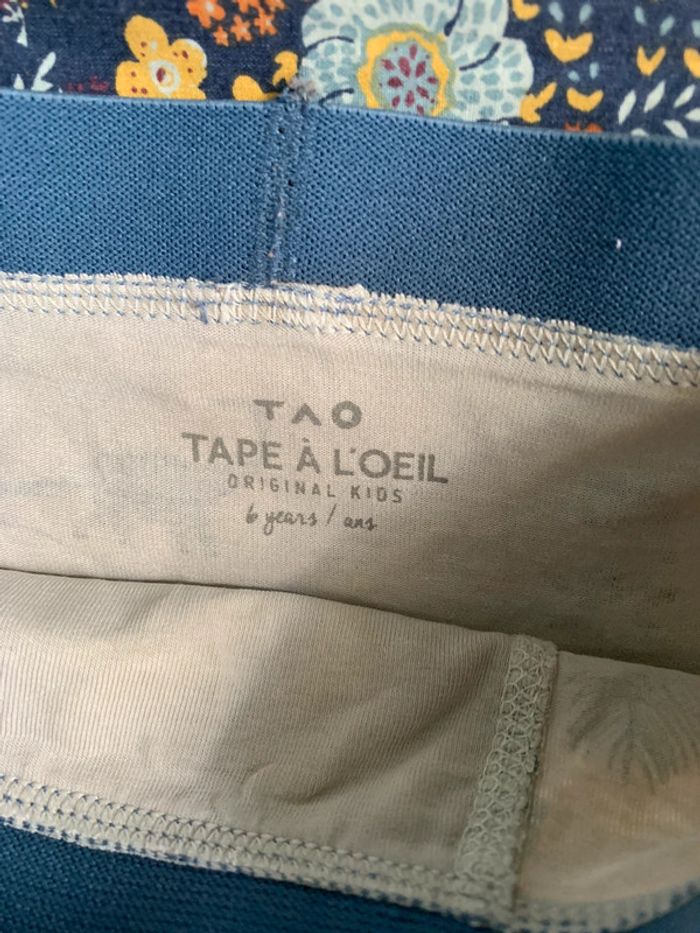 TAO
TAPE À L'OEIL
ORIGINAL KIDS
6 years / ans